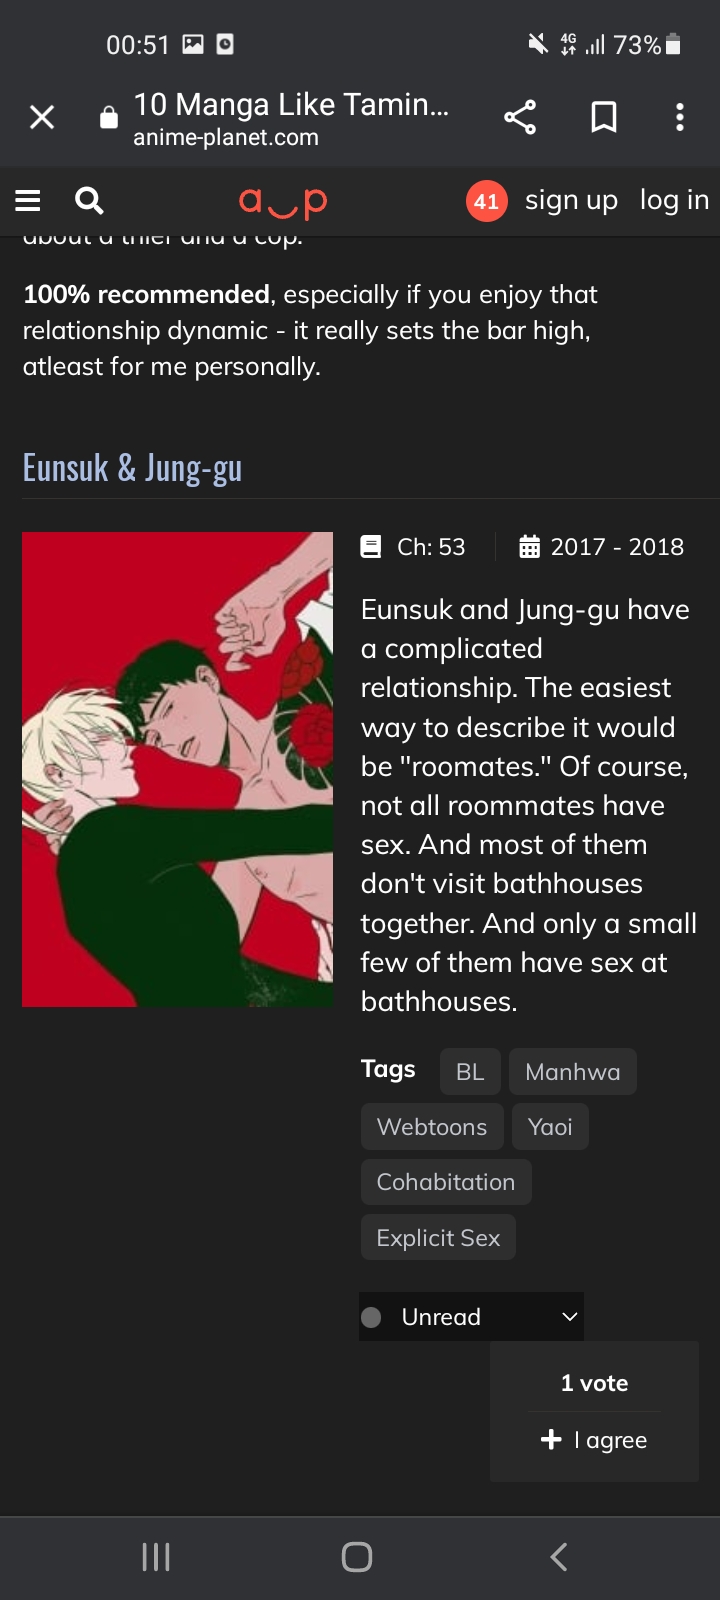 00:51
4G
73%
10 Manga Like Tamin...
anime-planet.com
a p
41
sign up
log in
about a thief and a cop.
100% recommended, especially if you enjoy that
relationship dynamic - it really sets the bar high,
atleast for me personally.
Eunsuk & Jung-gu
Ch: 53
2017 - 2018
Eunsuk and Jung-gu have
a complicated
relationship. The easiest
way to describe it would
be "roomates." Of course,
not all roommates have
sex. And most of them
don't visit bathhouses
together. And only a small
few of them have sex at
bathhouses.
Tags
BL
Manhwa
Webtoons
Yaoi
Cohabitation
Explicit Sex
Unread
1 vote
I agree